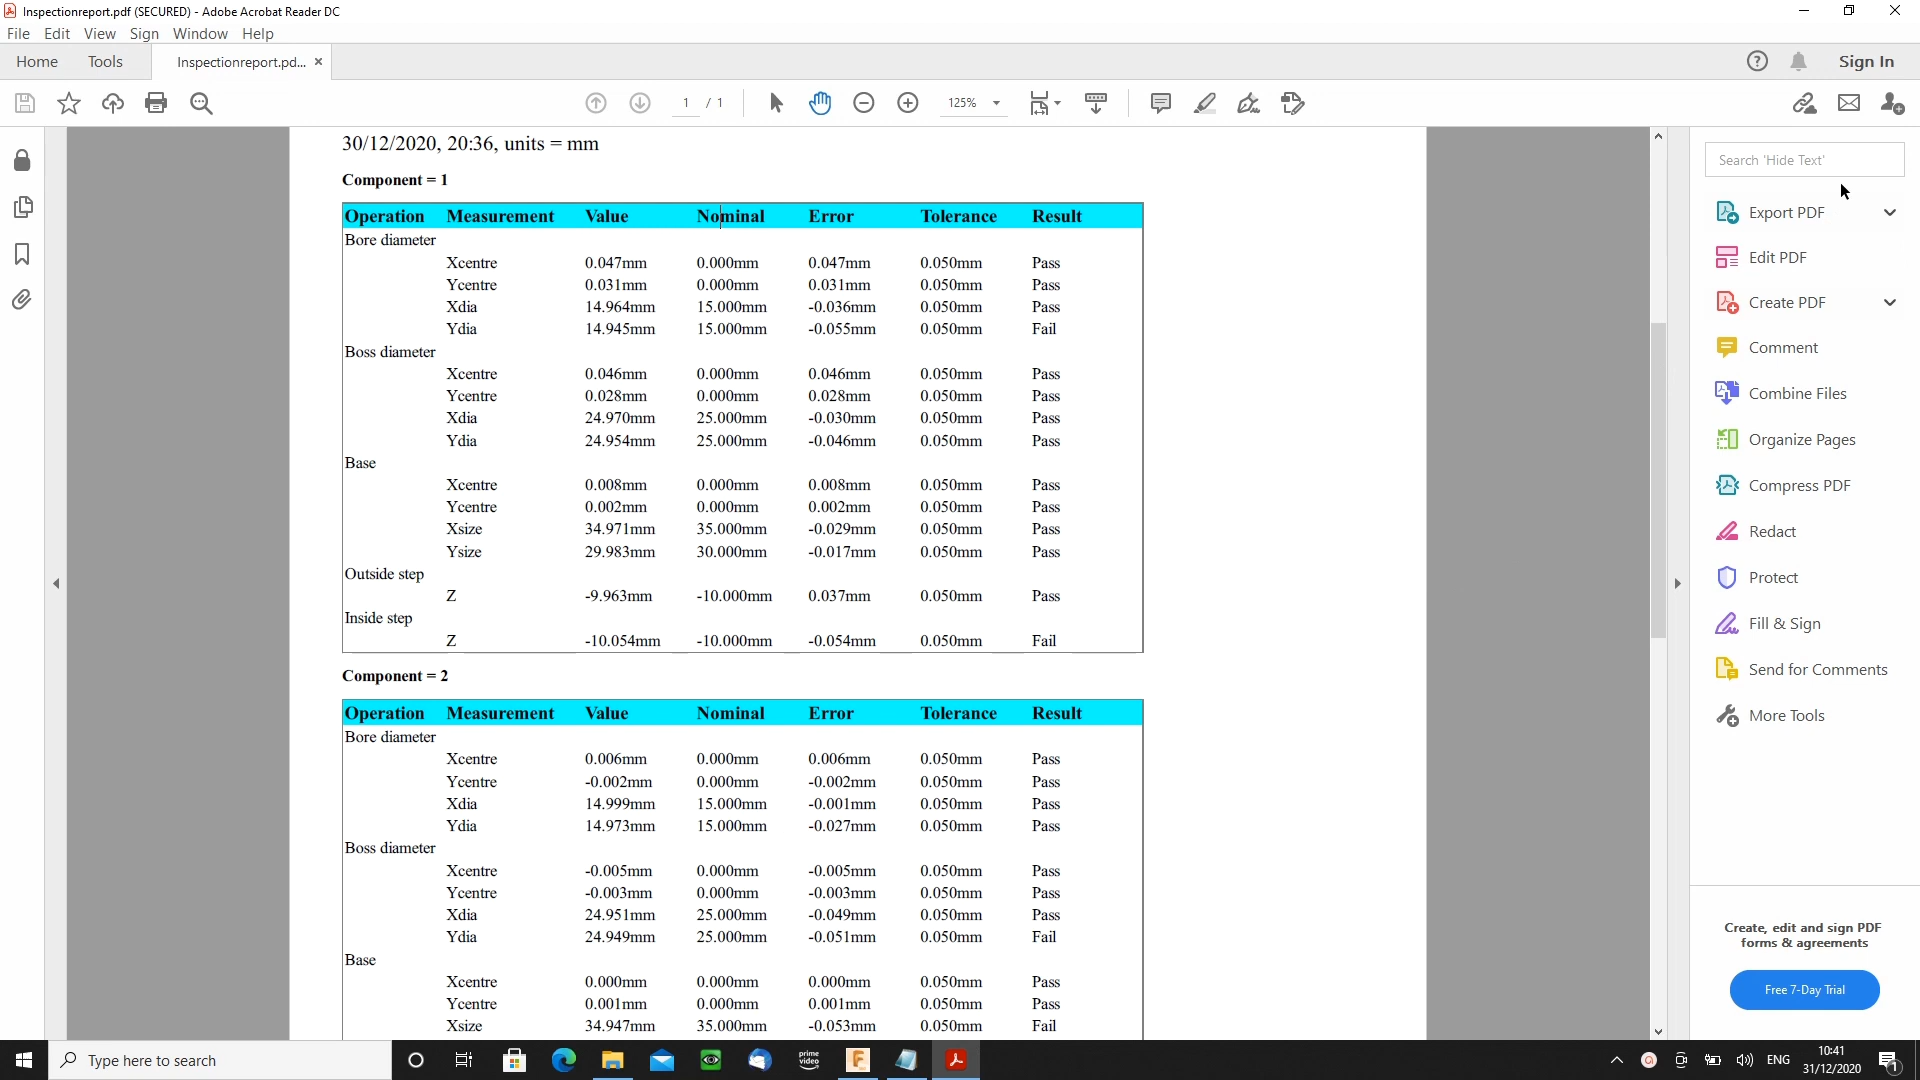 Inspectionreport.pdf (SECURED) - Adobe Acrobat Reader DC
File Edit View Sign Window Help
Home Tools Inspectionreport.pd... × Sign In
1 / 1 125%
30/12/2020, 20:36, units = mm
Component = 1
Operation Measurement Value Nominal Error Tolerance Result
Bore diameter
Xcentre 0.047mm 0.000mm 0.047mm 0.050mm Pass
Ycentre 0.031mm 0.000mm 0.031mm 0.050mm Pass
Xdia 14.964mm 15.000mm -0.036mm 0.050mm Pass
Ydia 14.945mm 15.000mm -0.055mm 0.050mm Fail
Boss diameter
Xcentre 0.046mm 0.000mm 0.046mm 0.050mm Pass
Ycentre 0.028mm 0.000mm 0.028mm 0.050mm Pass
Xdia 24.970mm 25.000mm -0.030mm 0.050mm Pass
Ydia 24.954mm 25.000mm -0.046mm 0.050mm Pass
Base
Xcentre 0.008mm 0.000mm 0.008mm 0.050mm Pass
Ycentre 0.002mm 0.000mm 0.002mm 0.050mm Pass
Xsize 34.971mm 35.000mm -0.029mm 0.050mm Pass
Ysize 29.983mm 30.000mm -0.017mm 0.050mm Pass
Outside step
Z -9.963mm -10.000mm 0.037mm 0.050mm Pass
Inside step
Z -10.054mm -10.000mm -0.054mm 0.050mm Fail
Component = 2
Operation Measurement Value Nominal Error Tolerance Result
Bore diameter
Xcentre 0.006mm 0.000mm 0.006mm 0.050mm Pass
Ycentre -0.002mm 0.000mm -0.002mm 0.050mm Pass
Xdia 14.999mm 15.000mm -0.001mm 0.050mm Pass
Ydia 14.973mm 15.000mm -0.027mm 0.050mm Pass
Boss diameter
Xcentre -0.005mm 0.000mm -0.005mm 0.050mm Pass
Ycentre -0.003mm 0.000mm -0.003mm 0.050mm Pass
Xdia 24.951mm 25.000mm -0.049mm 0.050mm Pass
Ydia 24.949mm 25.000mm -0.051mm 0.050mm Fail
Base
Xcentre 0.000mm 0.000mm 0.000mm 0.050mm Pass
Ycentre 0.001mm 0.000mm 0.001mm 0.050mm Pass
Xsize 34.947mm 35.000mm -0.053mm 0.050mm Fail
Search 'Hide Text'
Export PDF
Edit PDF
Create PDF
Comment
Combine Files
Organize Pages
Compress PDF
Redact
Protect
Fill & Sign
Send for Comments
More Tools
Create, edit and sign PDF
forms & agreements
Free 7-Day Trial
Type here to search
prime
video
ENG
10:41
31/12/2020
1